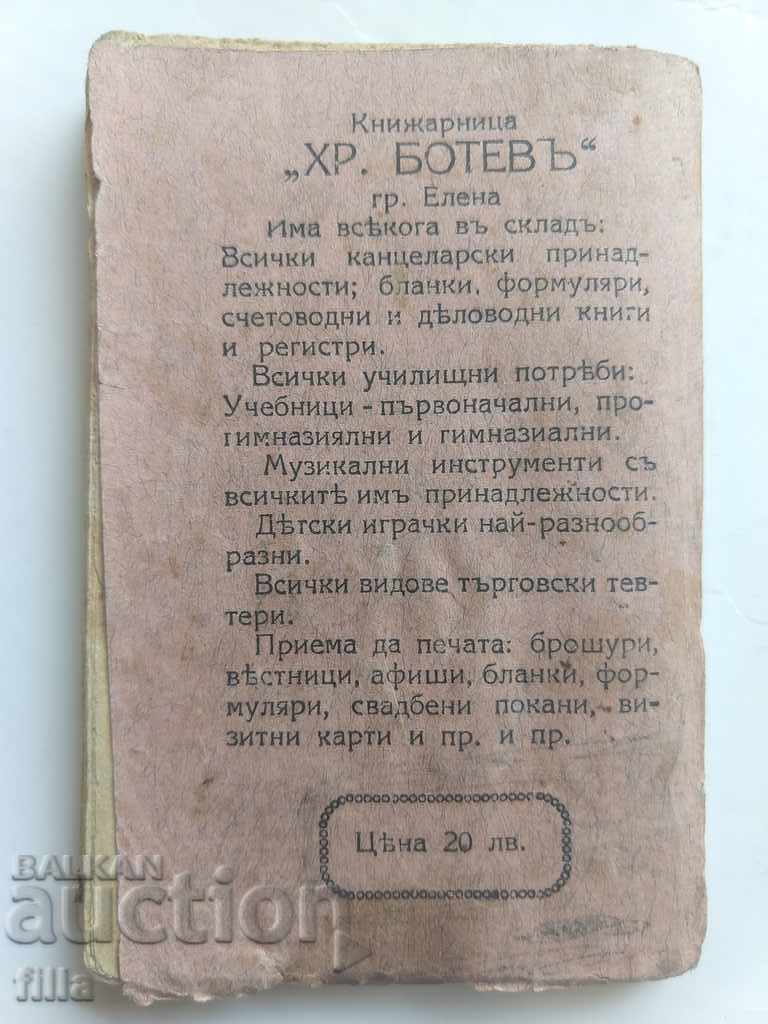 Книжарница
„ХР. БОТЕВЪ“
гр. Елена
Има всѣкога въ складъ:
Всички канцеларски принад-
лежности; бланки, формуляри,
счетоводни и дѣловодни книги
и регистри.
Всички училищни потрѣби:
Учебници - първоначални, про-
гимназиялни и гимназиални.
Музикални инструменти съ
всичкитѣ имъ принадлежности.
Дѣтски играчки най-разнооб-
разни.
Всички видове търговски тев-
тери.
Приема да печата: брошури,
вѣстници, афиши, бланки, фор-
муляри, свадбени покани, ви-
зитни карти и пр. и пр.
Цѣна 20 лв.
BALKAN
auction
filla